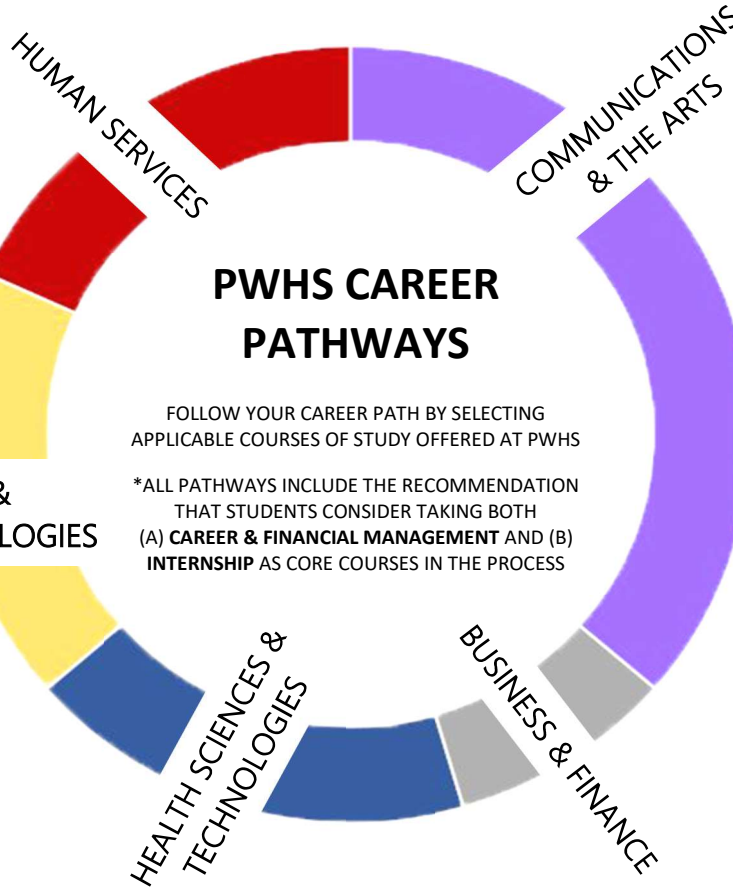 HUMAN SERVICES
COMMUNICATIONS
& THE ARTS
PWHS CAREER
PATHWAYS
FOLLOW YOUR CAREER PATH BY SELECTING
APPLICABLE COURSES OF STUDY OFFERED AT PWHS
*ALL PATHWAYS INCLUDE THE RECOMMENDATION
THAT STUDENTS CONSIDER TAKING BOTH
(A) CAREER & FINANCIAL MANAGEMENT AND (B)
INTERNSHIP AS CORE COURSES IN THE PROCESS
&
LOGIES
HEALTH SCIENCES &
TECHNOLOGIES
BUSINESS & FINANCE